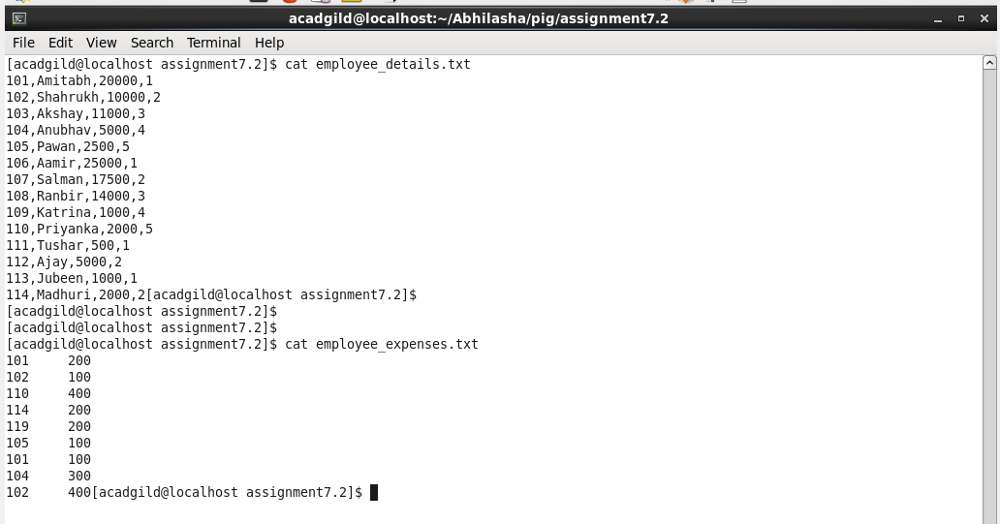 acadgild@localhost:~/Abhilasha/pig/assignment7.2
File Edit View Search Terminal Help
[acadgild@localhost assignment7.2]$ cat employee_details.txt
101,Amitabh,20000,1
102,Shahrukh,10000,2
103,Akshay,11000,3
104,Anubhav,5000,4
105,Pawan,2500,5
106,Aamir,25000,1
107,Salman,17500,2
108,Ranbir,14000,3
109,Katrina,1000,4
110,Priyanka,2000,5
111,Tushar,500,1
112,Ajay,5000,2
113,Jubeen,1000,1
114,Madhuri,2000,2[acadgild@localhost assignment7.2]$
[acadgild@localhost assignment7.2]$
[acadgild@localhost assignment7.2]$
[acadgild@localhost assignment7.2]$ cat employee_expenses.txt
101     200
102     100
110     400
114     200
119     200
105     100
101     100
104     300
102     400[acadgild@localhost assignment7.2]$